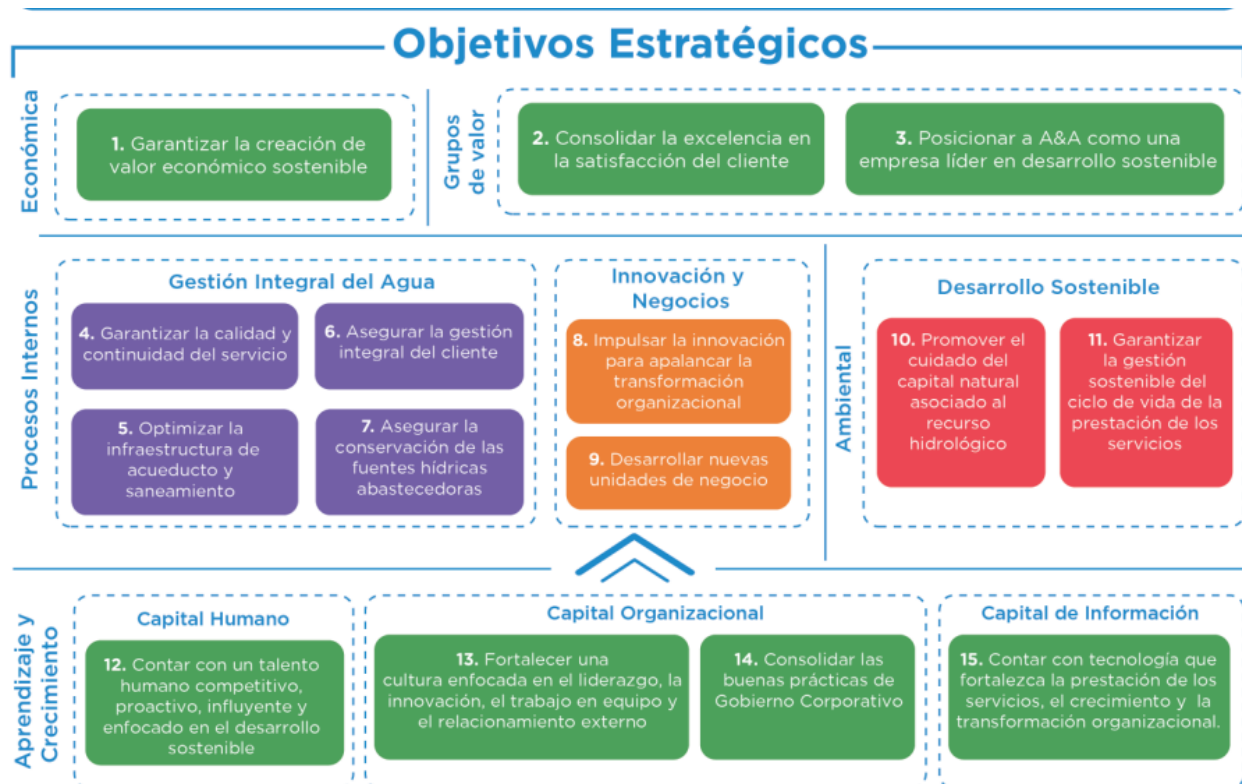 Objetivos Estratégicos
Económica
1. Garantizar la creación de
valor económico sostenible
Grupos
de valor
2. Consolidar la excelencia en
la satisfacción del cliente
3. Posicionar a A&A como una
empresa líder en desarrollo sostenible
Procesos Internos
Gestión Integral del Agua
4. Garantizar la calidad y
continuidad del servicio
6. Asegurar la gestión
integral del cliente
5. Optimizar la
infraestructura de
acueducto y
saneamiento
7. Asegurar la
conservación de las
fuentes hídricas
abastecedoras
Innovación y
Negocios
8. Impulsar la innovación
para apalancar la
transformación
organizacional
9. Desarrollar nuevas
unidades de negocio
Ambiental
Desarrollo Sostenible
10. Promover el
cuidado del
capital natural
asociado al
recurso
hidrológico
11. Garantizar
la gestión
sostenible del
ciclo de vida de la
prestación de los
servicios
Aprendizaje y
Crecimiento
Capital Humano
12. Contar con un talento
humano competitivo,
proactivo, influyente y
enfocado en el desarrollo
sostenible
Capital Organizacional
13. Fortalecer una
cultura enfocada en el liderazgo, la
innovación, el trabajo en equipo y
el relacionamiento externo
14. Consolidar las
buenas prácticas de
Gobierno Corporativo
Capital de Información
15. Contar con tecnología que
fortalezca la prestación de los
servicios, el crecimiento y la
transformación organizacional.